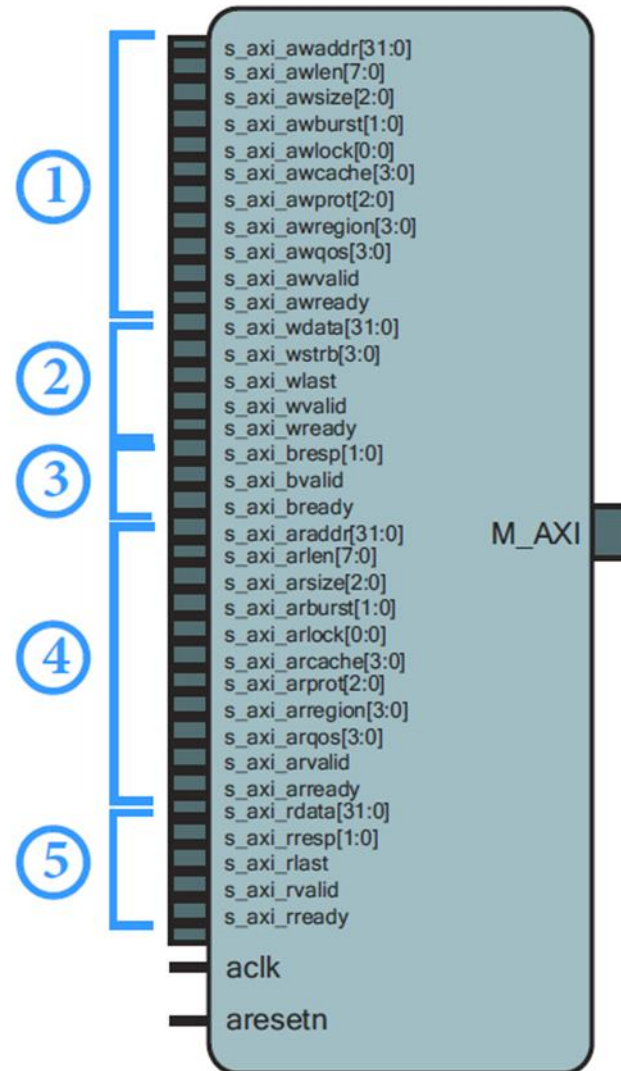 s_axi_awaddr[31:0]
s_axi_awlen[7:0]
s_axi_awsize[2:0]
s_axi_awburst[1:0]
s_axi_awlock[0:0]
s_axi_awcache[3:0]
s_axi_awprot[2:0]
s_axi_awregion[3:0]
s_axi_awqos[3:0]
s_axi_awvalid
s_axi_awready
s_axi_wdata[31:0]
s_axi_wstrb[3:0]
s_axi_wlast
s_axi_wvalid
s_axi_wready
s_axi_bresp[1:0]
s_axi_bvalid
s_axi_bready
s_axi_araddr[31:0]
s_axi_arlen[7:0]
s_axi_arsize[2:0]
s_axi_arburst[1:0]
s_axi_arlock[0:0]
s_axi_arcache[3:0]
s_axi_arprot[2:0]
s_axi_arregion[3:0]
s_axi_arqos[3:0]
s_axi_arvalid
s_axi_arready
s_axi_rdata[31:0]
s_axi_rresp[1:0]
s_axi_rlast
s_axi_rvalid
s_axi_rready
aclk
aresetn
M_AXI
1
2
3
4
5